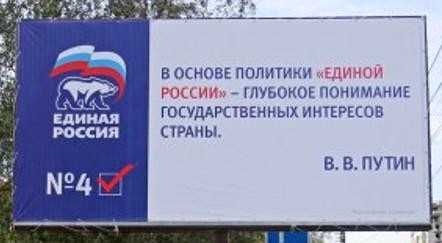 ЕДИНАЯ
РОССИЯ
№4
В ОСНОВЕ ПОЛИТИКИ «ЕДИНОЙ
РОССИИ» – ГЛУБОКОЕ ПОНИМАНИЕ
ГОСУДАРСТВЕННЫХ ИНТЕРЕСОВ
СТРАНЫ.
В. В. ПУТИН